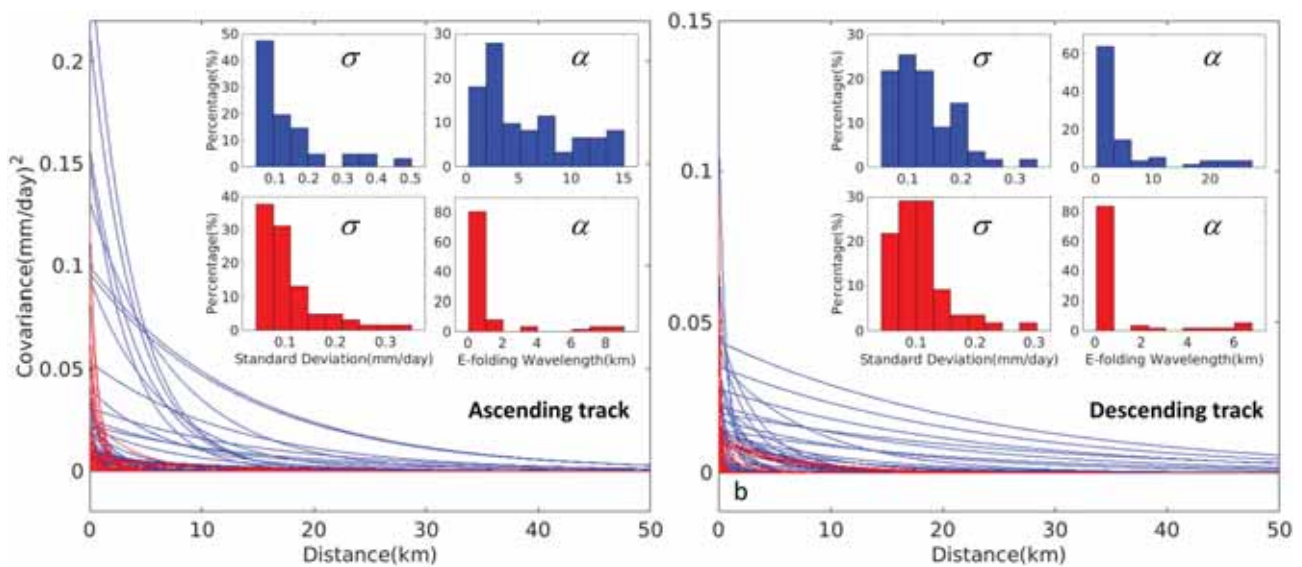 0.2
0.15
0.1
0.05
0
Covariance(mm/day)²
0 10 20 30 40 50
Distance(km)
Ascending track
50
40
30
20
10
0
Percentage(%)
σ
0.1 0.2 0.3 0.4 0.5
30
20
10
0
α
0 5 10 15
40
30
20
10
0
Percentage(%)
σ
0.1 0.2 0.3
Standard Deviation(mm/day)
80
60
40
20
0
α
0 2 4 6 8
E-folding Wavelength(km)
0.15
0.1
0.05
0
b
0 10 20 30 40 50
Distance(km)
Descending track
30
20
10
0
Percentage(%)
σ
0.1 0.2 0.3
60
40
20
0
α
0 10 20
30
20
10
0
Percentage(%)
σ
0.1 0.2 0.3
Standard Deviation(mm/day)
80
60
40
20
0
α
0 2 4 6
E-folding Wavelength(km)